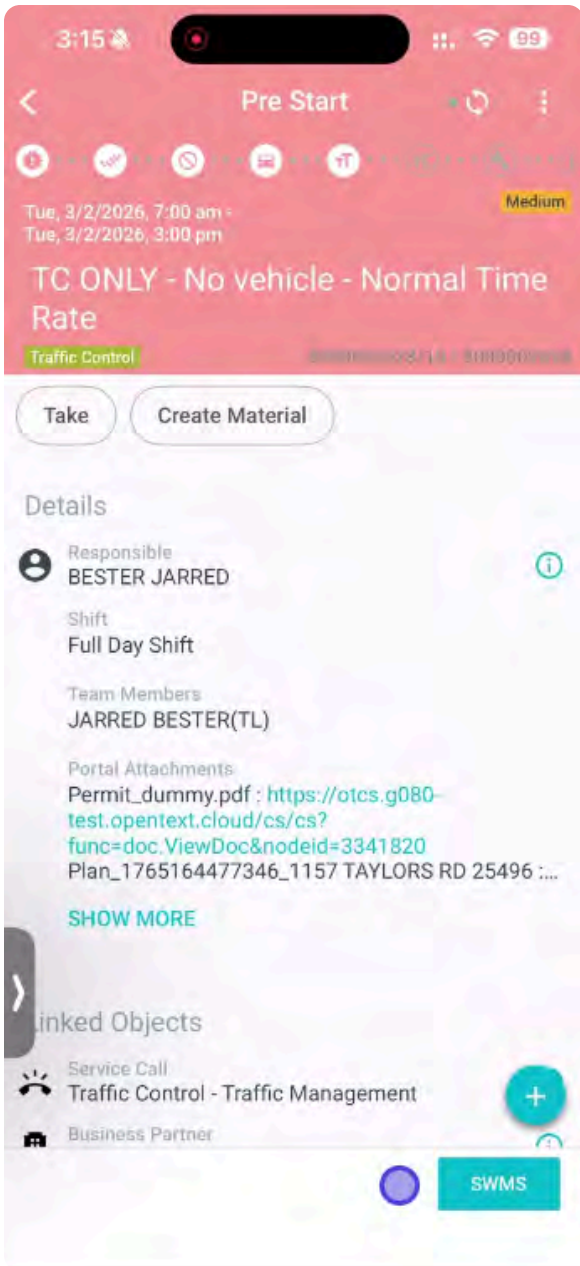 3:15
99
Pre Start
Tue, 3/2/2026, 7:00 am -
Tue, 3/2/2026, 3:00 pm
Medium
TC ONLY - No vehicle - Normal Time
Rate
Traffic Control
Take
Create Material
Details
Responsible
BESTER JARRED
Shift
Full Day Shift
Team Members
JARRED BESTER(TL)
Portal Attachments
Permit_dummy.pdf : https://otcs.g080-
test.opentext.cloud/cs/cs?
func=doc.ViewDoc&nodeid=3341820
Plan_1765164477346_1157 TAYLORS RD 25496 :...
SHOW MORE
inked Objects
Service Call
Traffic Control - Traffic Management
Business Partner
SWMS